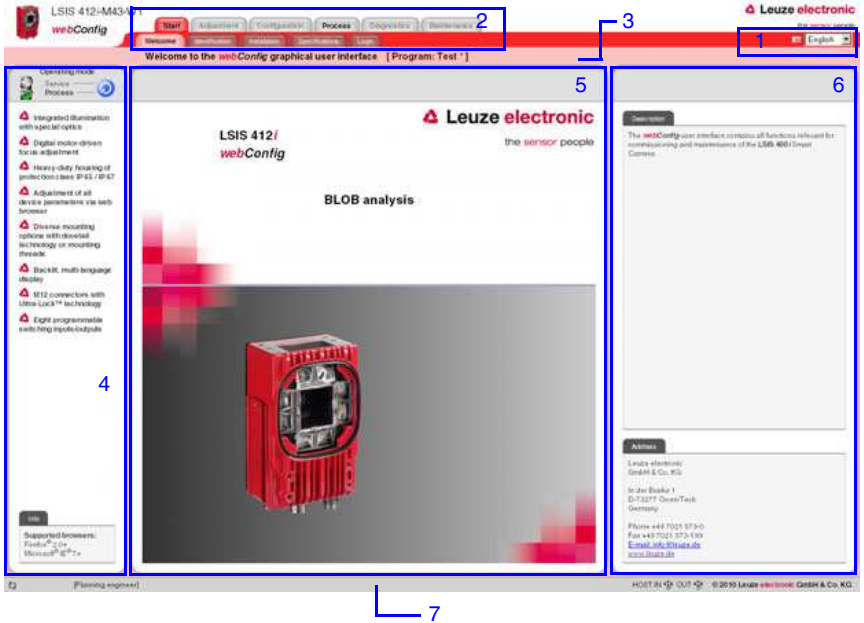 LSIS 412i-M43-W1
webConfig
Start Adjustment Configuration Process Diagnostics Maintenance
2
3
Leuze electronic
the sensor people
Welcome Identification Installation Specifications Login
1
English
Welcome to the webConfig graphical user interface [ Program: Test * ]
Operating mode
Service
Process
Integrated illumination
with special optics
Digital motor-driven
focus adjustment
Heavy-duty housing of
protection class IP 65 / IP 67
Adjustment of all
device parameters via web
browser
Diverse mounting
options with dovetail
technology or mounting
threads
Backlit, multi-language
display
M12 connectors with
Ultra-Lock™ technology
Eight programmable
switching inputs/outputs
4
Info
Supported browsers:
Firefox® 2.0+
Microsoft® IE® 7+
5
Leuze electronic
the sensor people
LSIS 412i
webConfig
BLOB analysis
6
Description
The webConfig user interface contains all functions relevant for
commissioning and maintenance of the LSIS 400i Smart
Camera.
Address
Leuze electronic
GmbH & Co. KG
In der Braike 1
D-73277 Owen/Teck
Germany
Phone +49 7021 573-0
Fax +49 7021 573-199
E-mail: info@leuze.de
www.leuze.de
[Planning engineer]
HOST IN OUT © 2010 Leuze electronic GmbH & Co. KG
7